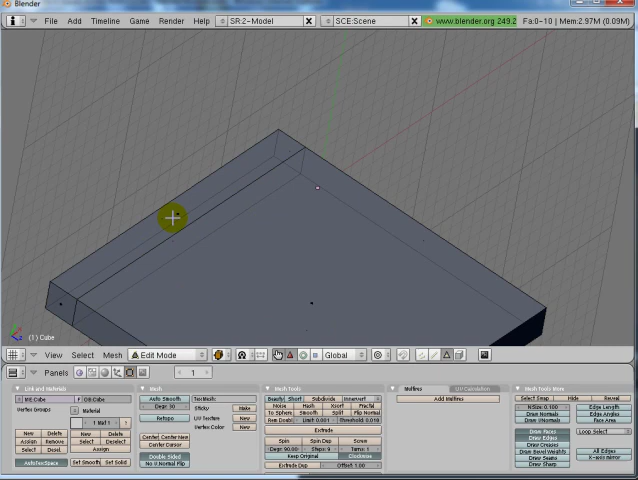 Blender
File Add Timeline Game Render Help SR:2-Model X SCE:Scene X www.blender.org 249.2 Fa:0-10 | Mem:2.97M (0.09M)
(1) Cube
View Select Mesh Edit Mode Global
Panels 1
Link and Materials
ME:Cube F OB:Cube
Vertex Groups
Material
1 Mat 1 ?
New Delete New Delete
Assign Remove Select Deselect
Select Desel. Assign
AutoTexSpace Set Smooth Set Solid
Mesh
Auto Smooth
Degr: 30
Retopo
TexMesh:
Sticky Make
UV Texture New
Vertex Color New
Center Center New
Center Cursor
Double Sided
No V.Normal Flip
Mesh Tools
Beauty Short Subdivide Innervert
Noise Hash Xsort Fractal
To Sphere Smooth Split Flip Normal
Rem Doubl Limit: 0.001 Threshold: 0.010
Extrude
Spin Spin Dup Screw
Degr: 90.00 Steps: 9 Turns: 1
Keep Original Clockwise
Extrude Dup Offset: 1.00
Multires UV Calculation
Add Multires
Mesh Tools More
Select Swap Hide Reveal
NSize: 0.100
Draw Normals
Draw VNormals
Edge Length
Edge Angles
Face Area
Draw Faces
Draw Edges
Draw Creases
Draw Bevel Weights
Draw Seams
Draw Sharp
Loop Select
All Edges
X-axis mirror